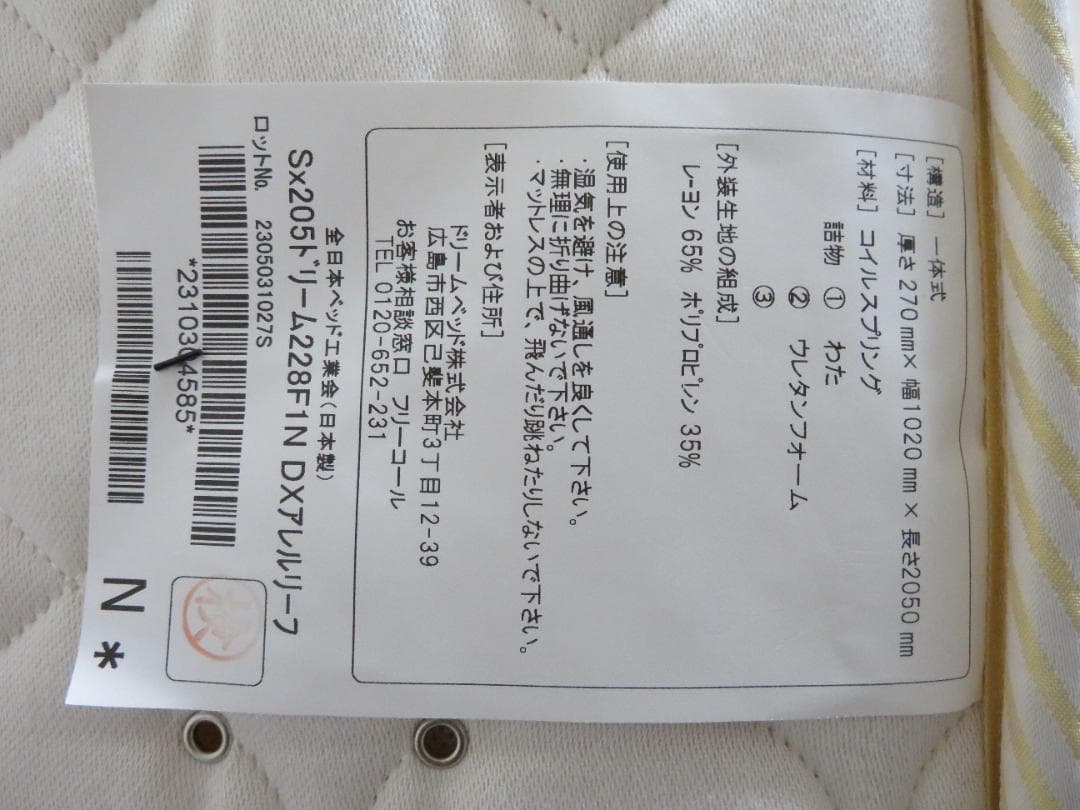 [構造] 一体式
[寸法] 厚さ 270㎜× 幅1020㎜ × 長さ2050㎜
[材料] コイルスプリング
詰物 ① わた
② ウレタンフォーム
③
[外装生地の組成]
レーヨン 65% ポリプロピレン 35%
[使用上の注意]
・湿気を避け、風通しを良くして下さい。
・無理に折り曲げないで下さい。
・マットレスの上で、飛んだり跳ねたりしないで下さい。
[表示者および住所]
ドリームベッド株式会社
広島市西区己斐本町3丁目12-39
お客様相談窓口 フリーコール
TEL 0120-652-231
全日本ベッド工業会(日本製)
Sx205ドリーム228F1N DXアレルリーフ
ロットNo. 2305031027S
N *